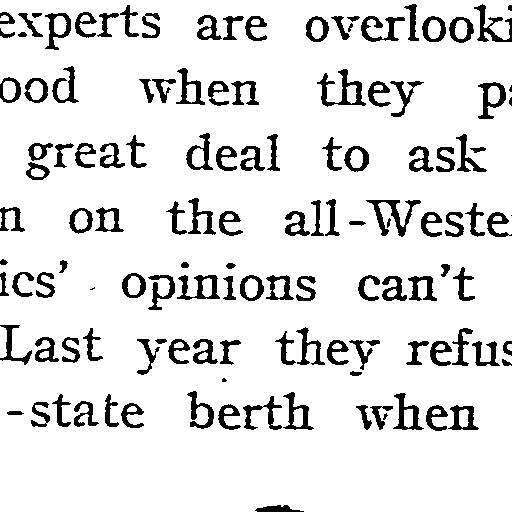 experts are overlooki
ood when they pa
great deal to ask
n on the all-Weste
ics' opinions can't
Last year they refus
-state berth when